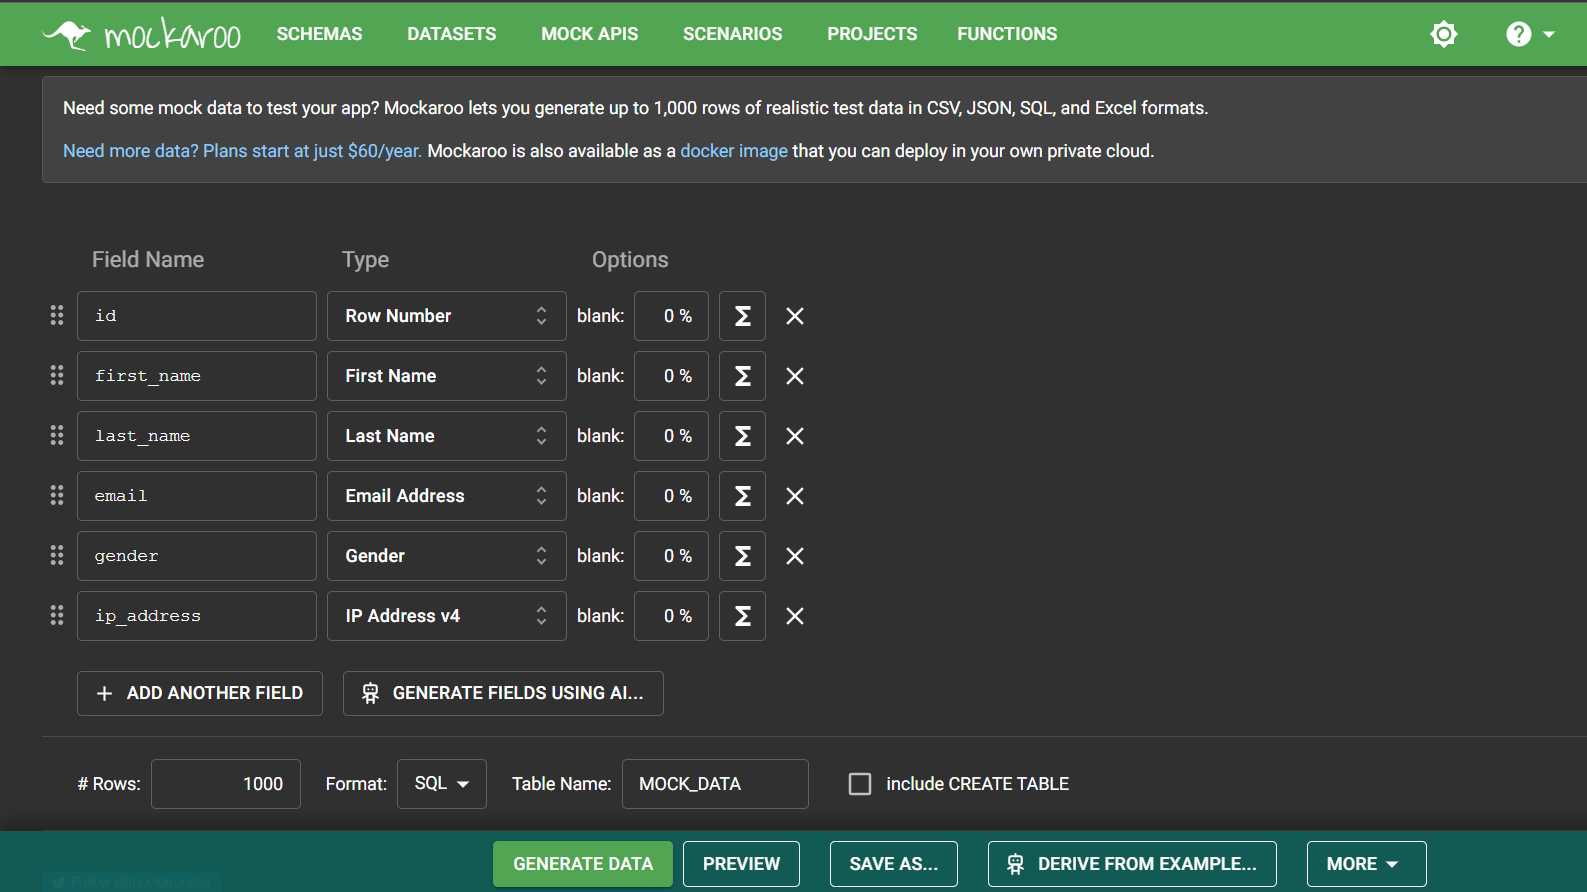 mockaroo SCHEMAS DATASETS MOCK APIS SCENARIOS PROJECTS FUNCTIONS ?
Need some mock data to test your app? Mockaroo lets you generate up to 1,000 rows of realistic test data in CSV, JSON, SQL, and Excel formats.
Need more data? Plans start at just $60/year. Mockaroo is also available as a docker image that you can deploy in your own private cloud.
Field Name Type Options
id Row Number blank: 0 % Σ
first_name First Name blank: 0 % Σ
last_name Last Name blank: 0 % Σ
email Email Address blank: 0 % Σ
gender Gender blank: 0 % Σ
ip_address IP Address v4 blank: 0 % Σ
+ ADD ANOTHER FIELD GENERATE FIELDS USING AI...
# Rows: 1000 Format: SQL Table Name: MOCK_DATA include CREATE TABLE
GENERATE DATA PREVIEW SAVE AS... DERIVE FROM EXAMPLE... MORE
Follow @mockaroodev